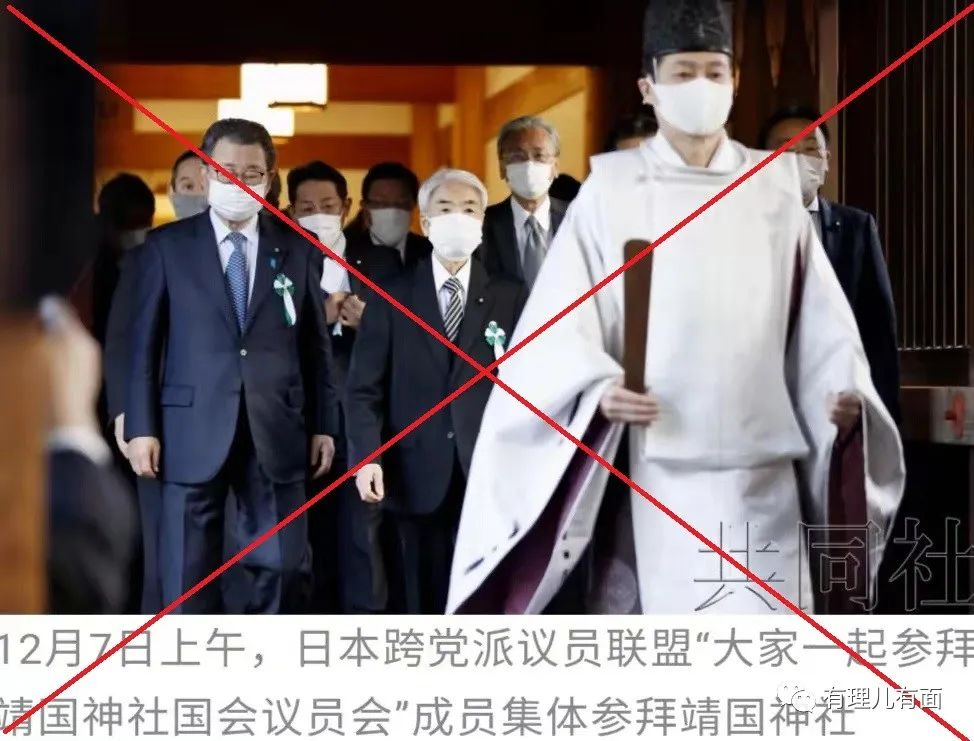 共同社
12月7日上午，日本跨党派议员联盟“大家一起参拜
靖国神社国会议员会”成员集体参拜靖国神社
有理儿有面